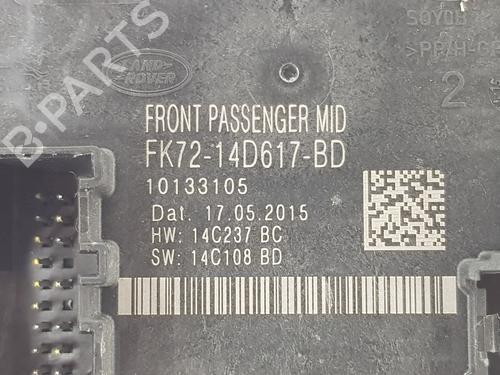 LAND-
ROVER
2
FRONT PASSENGER MID
FK72-14D617-BD
10133105
Dat. 17.05.2015
HW: 14C237 BC
SW: 14C108 BD